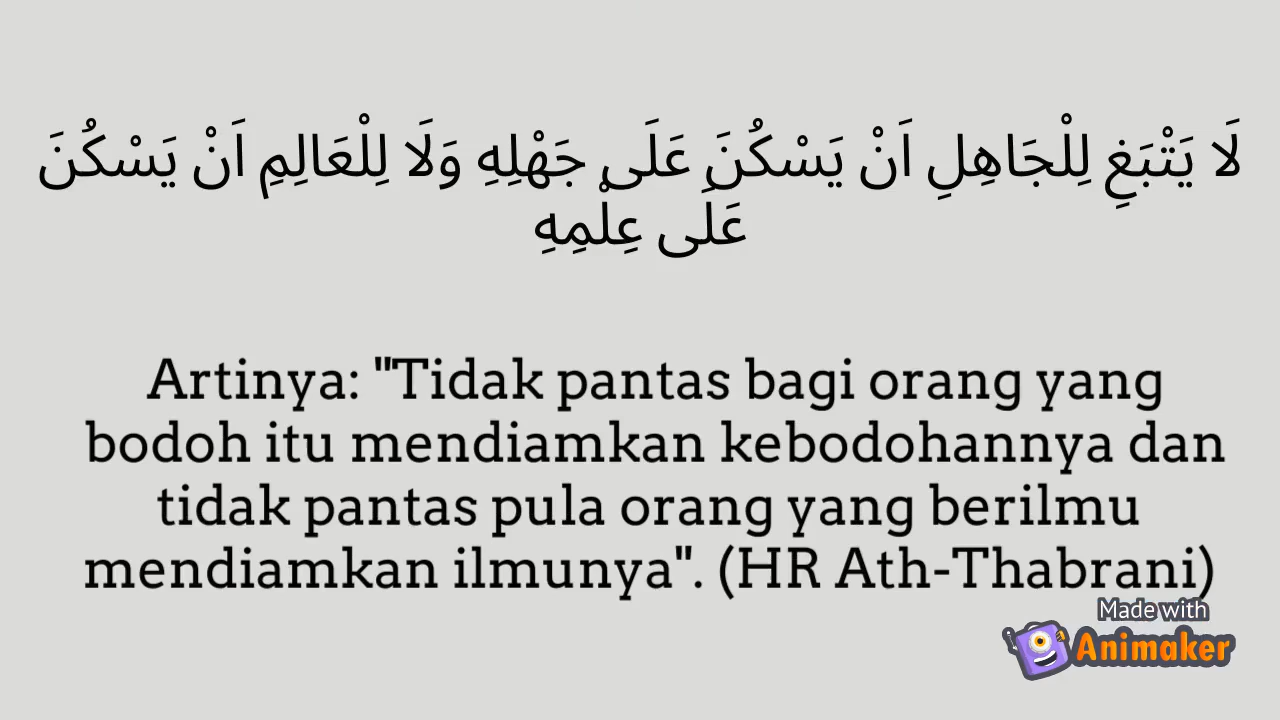 لَا يَتْبَغِ لِلْجَاهِلِ اَنْ يَسْكُنَ عَلَى جَهْلِهِ وَلَا لِلْعَالِمِ اَنْ يَسْكُنَ
عَلَى عِلْمِهِ
Artinya: "Tidak pantas bagi orang yang
bodoh itu mendiamkan kebodohannya dan
tidak pantas pula orang yang berilmu
mendiamkan ilmunya". (HR Ath-Thabrani)
Made with
Animaker